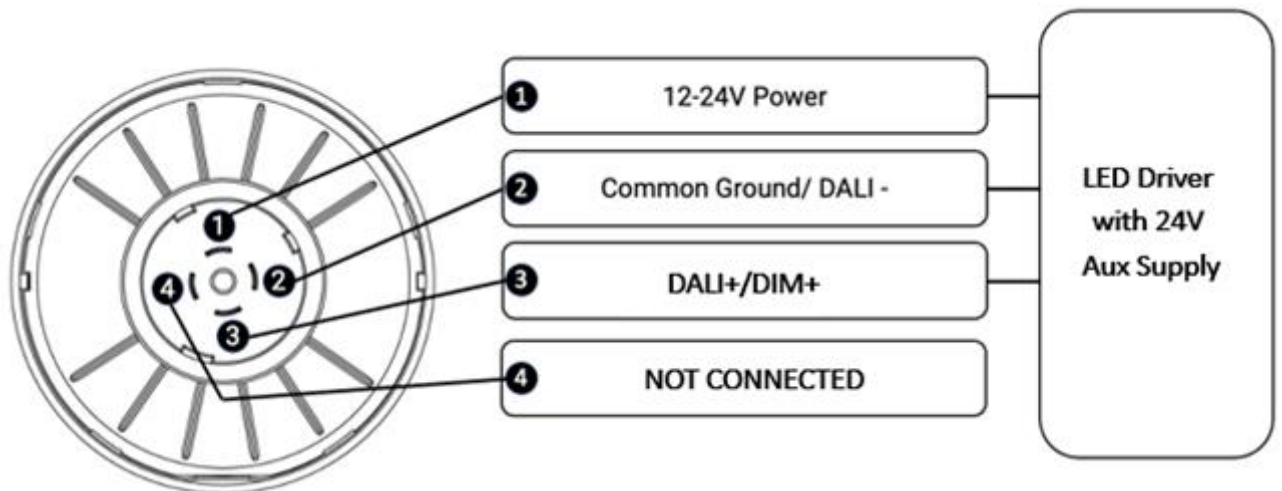 1
2
3
4
1 12-24V Power
2 Common Ground/ DALI -
3 DALI+/DIM+
4 NOT CONNECTED
LED Driver
with 24V
Aux Supply